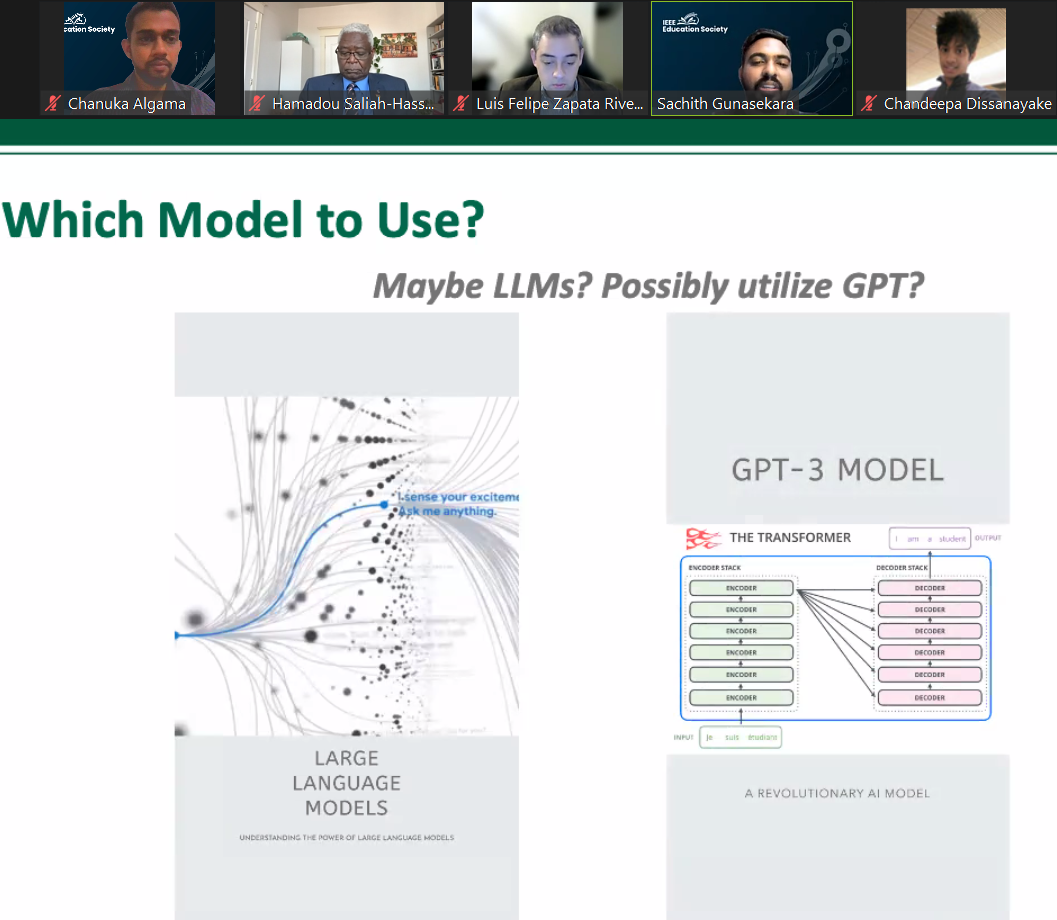 cation Society
IEEE
Education Society
Chanuka Algama
Hamadou Saliah-Hass...
Luis Felipe Zapata Rive...
Sachith Gunasekara
Chandeepa Dissanayake
Which Model to Use?
Maybe LLMs? Possibly utilize GPT?
I sense your exciteme
Ask me anything.
LARGE
LANGUAGE
MODELS
UNDERSTANDING THE POWER OF LARGE LANGUAGE MODELS
GPT-3 MODEL
THE TRANSFORMER
I am a student
OUTPUT
ENCODER STACK
DECODER STACK
ENCODER
DECODER
ENCODER
DECODER
ENCODER
DECODER
ENCODER
DECODER
ENCODER
DECODER
ENCODER
DECODER
INPUT
Je suis étudiant
A REVOLUTIONARY AI MODEL